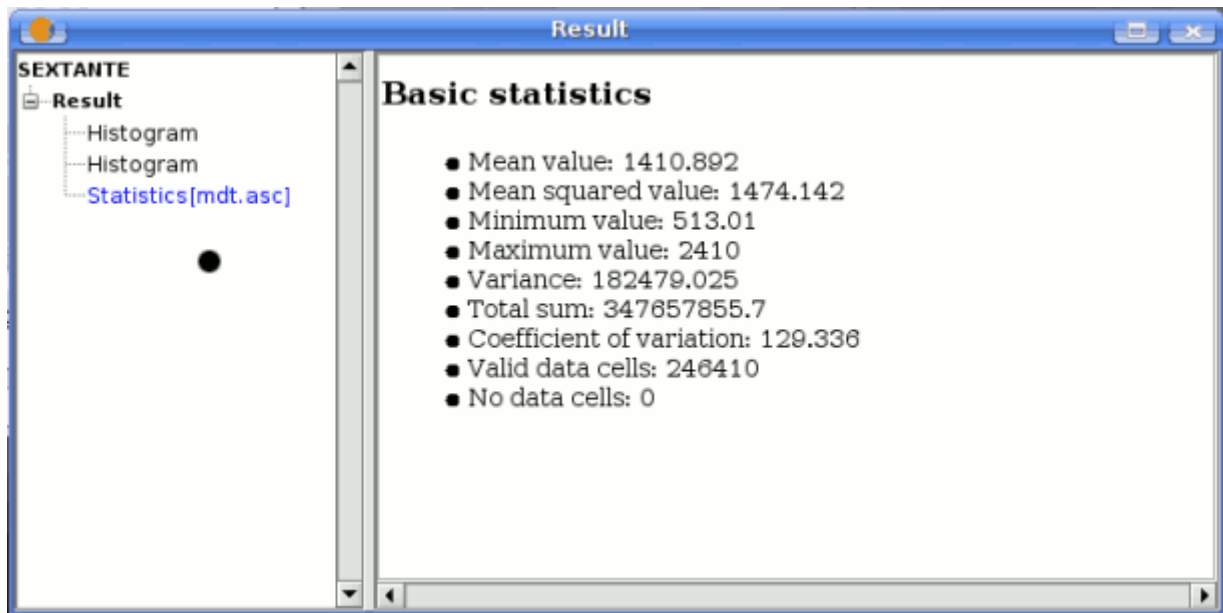 Result
SEXTANTE
Result
Histogram
Histogram
Statistics[mdt.asc]
Basic statistics
Mean value: 1410.892
Mean squared value: 1474.142
Minimum value: 513.01
Maximum value: 2410
Variance: 182479.025
Total sum: 347657855.7
Coefficient of variation: 129.336
Valid data cells: 246410
No data cells: 0